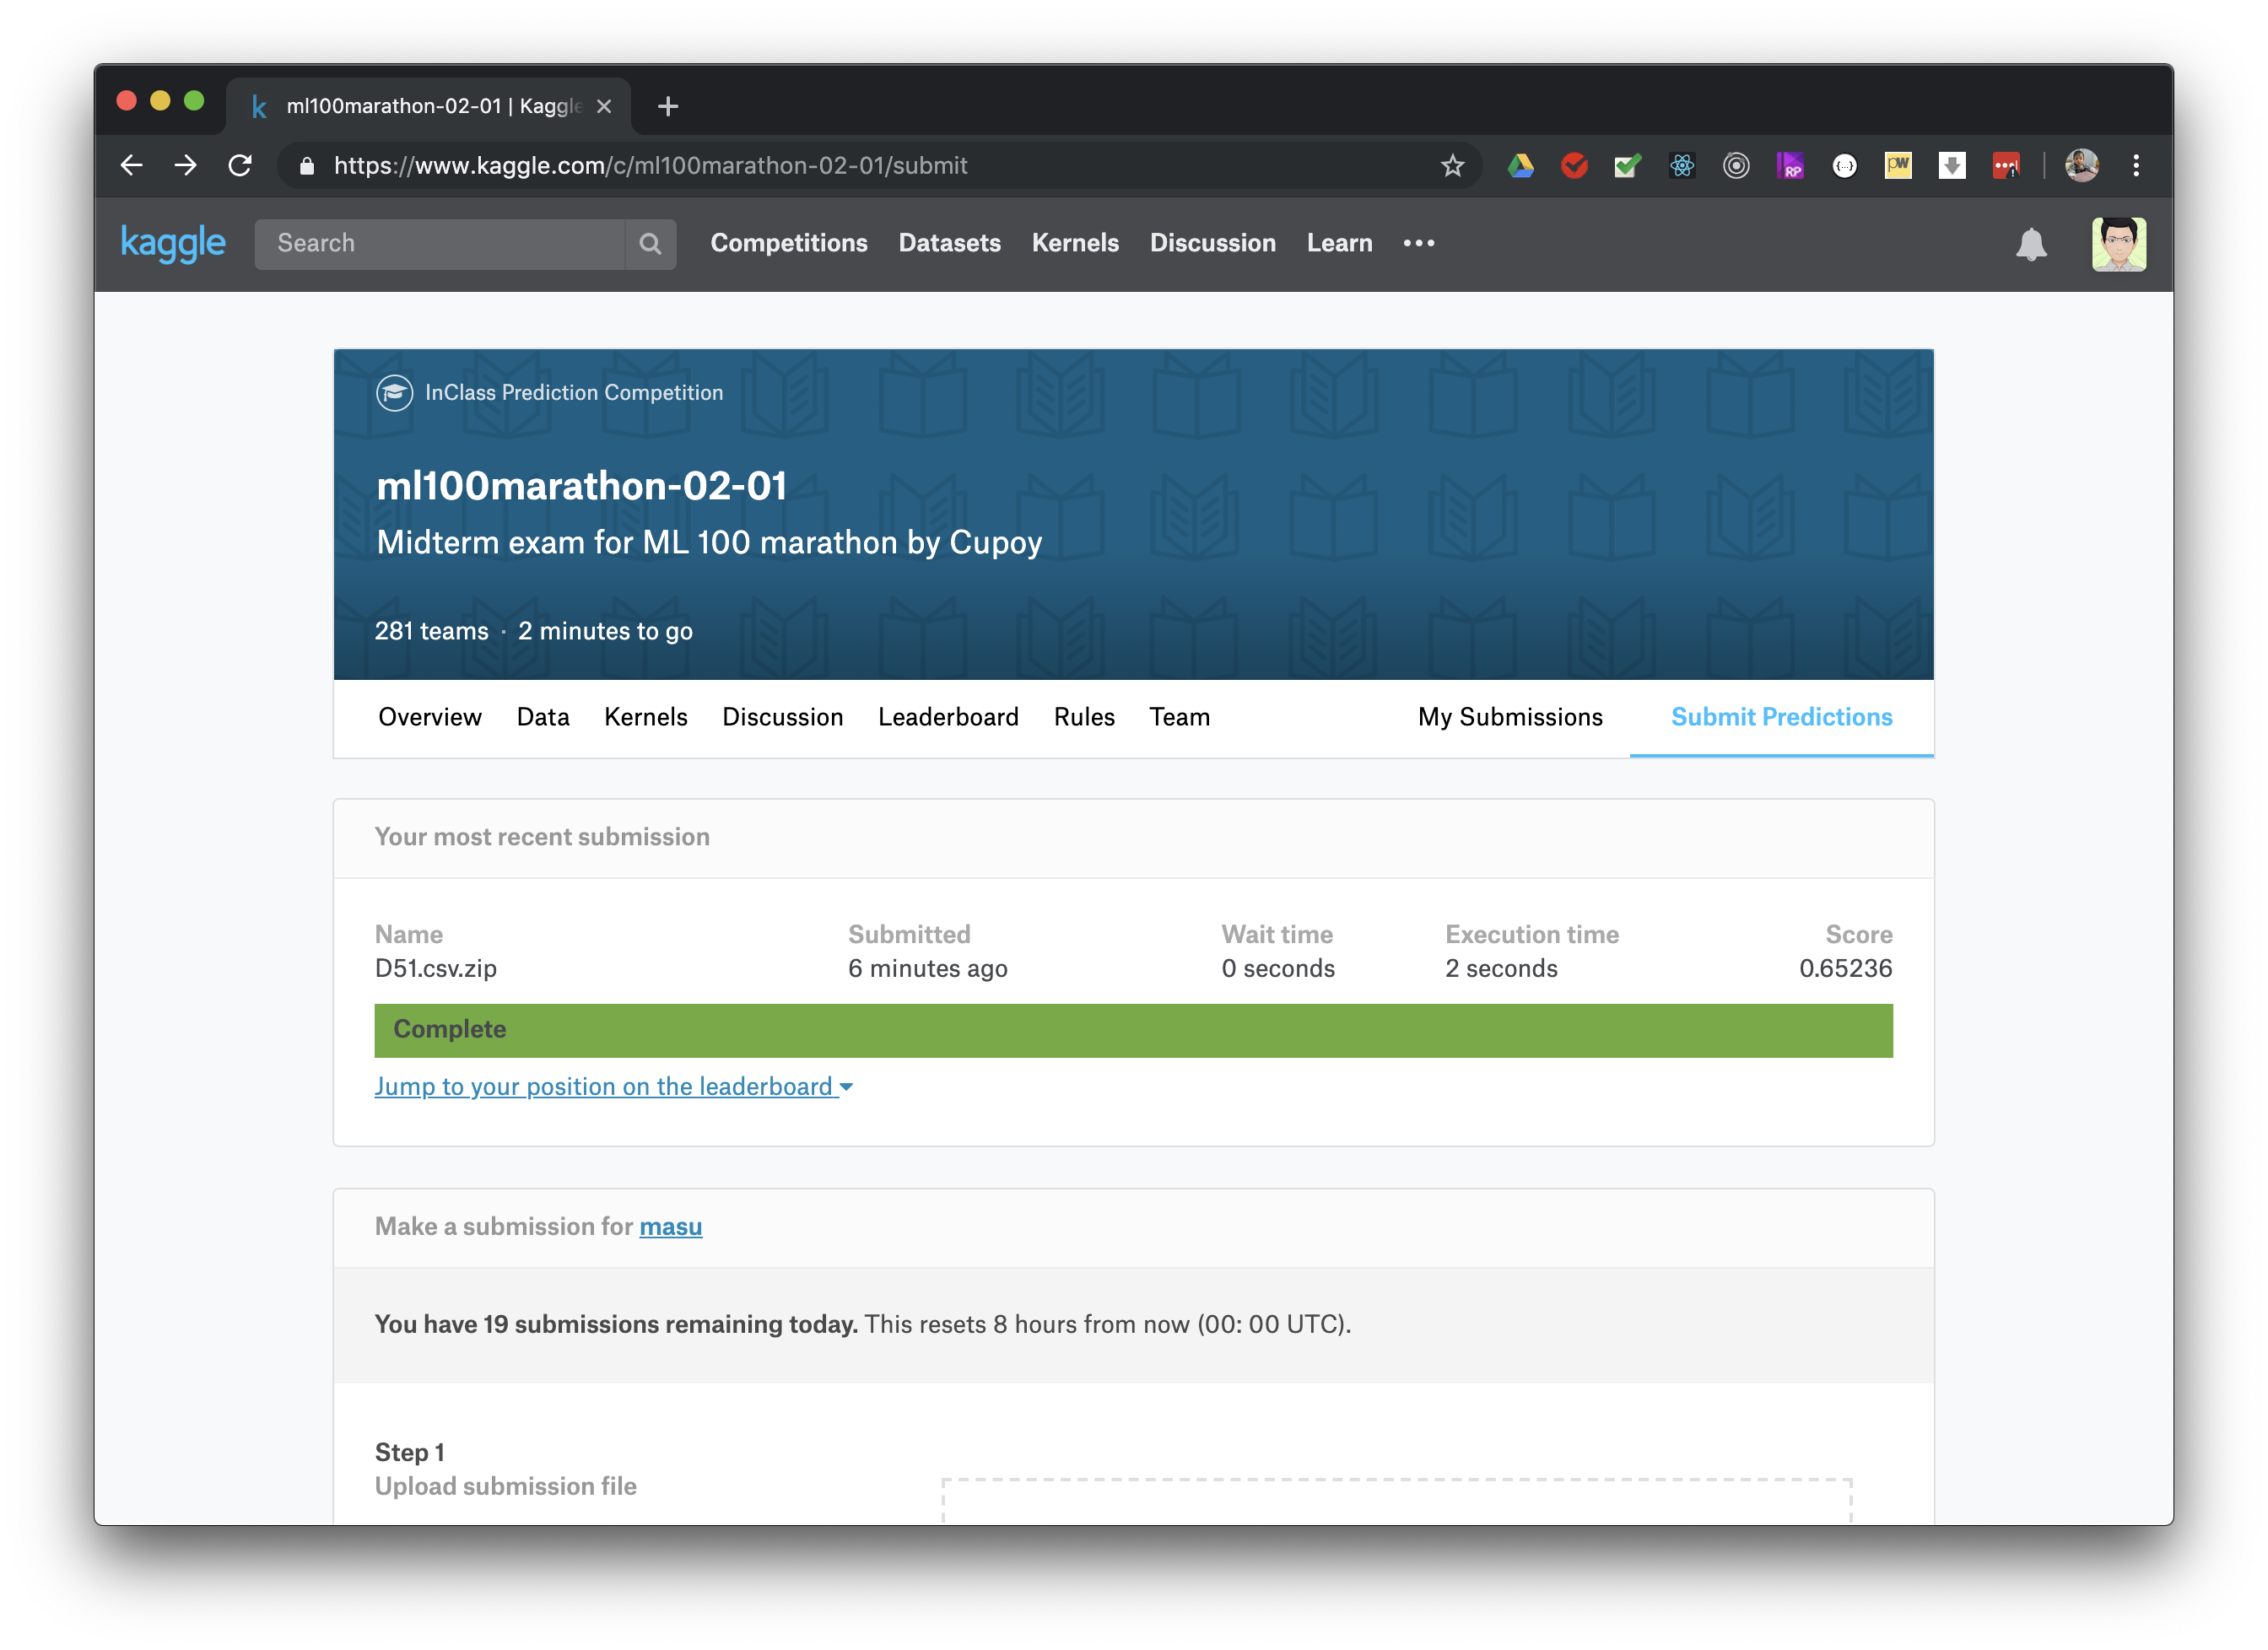 ml100marathon-02-01 | Kaggle
https://www.kaggle.com/c/ml100marathon-02-01/submit
kaggle Search Competitions Datasets Kernels Discussion Learn
InClass Prediction Competition
ml100marathon-02-01
Midterm exam for ML 100 marathon by Cupoy
281 teams · 2 minutes to go
Overview Data Kernels Discussion Leaderboard Rules Team My Submissions Submit Predictions
Your most recent submission
Name Submitted Wait time Execution time Score
D51.csv.zip 6 minutes ago 0 seconds 2 seconds 0.65236
Complete
Jump to your position on the leaderboard
Make a submission for masu
You have 19 submissions remaining today. This resets 8 hours from now (00: 00 UTC).
Step 1
Upload submission file